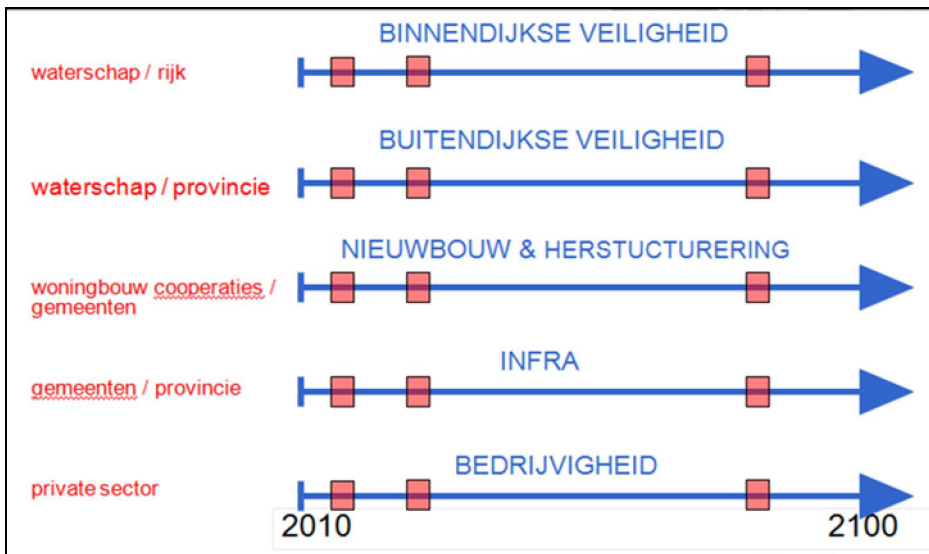 BINNENDIJKSE VEILIGHEID
waterschap / rijk
BUITENDIJKSE VEILIGHEID
waterschap / provincie
NIEUWBOUW & HERSTUCTURERING
woningbouw cooperaties /
gemeenten
INFRA
gemeenten / provincie
BEDRIJVIGHEID
private sector
2010
2100